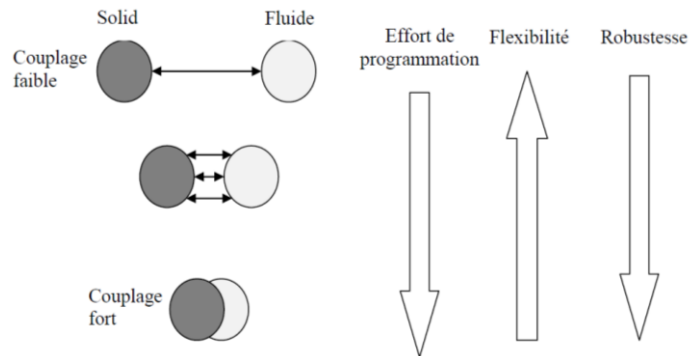 Solid
Fluide
Couplage
faible
Couplage
fort
Effort de
programmation
Flexibilité
Robustesse